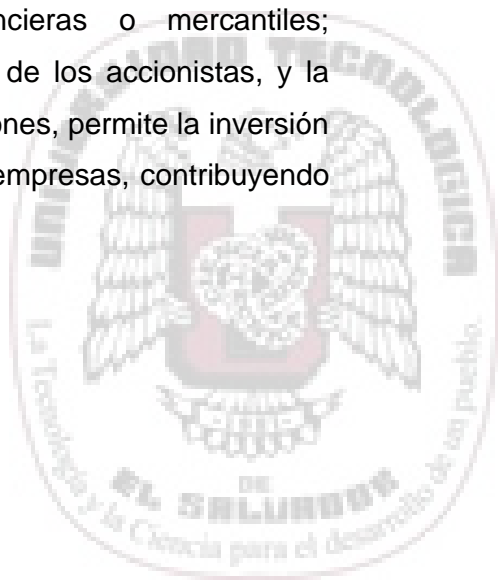 ncieras o mercantiles;
de los accionistas, y la
ones, permite la inversión
empresas, contribuyendo
UNIVERSIDAD TECNOLOGICA
DE
EL SALVADOR
La Tecnología y la Ciencia para el desarrollo de un pueblo.